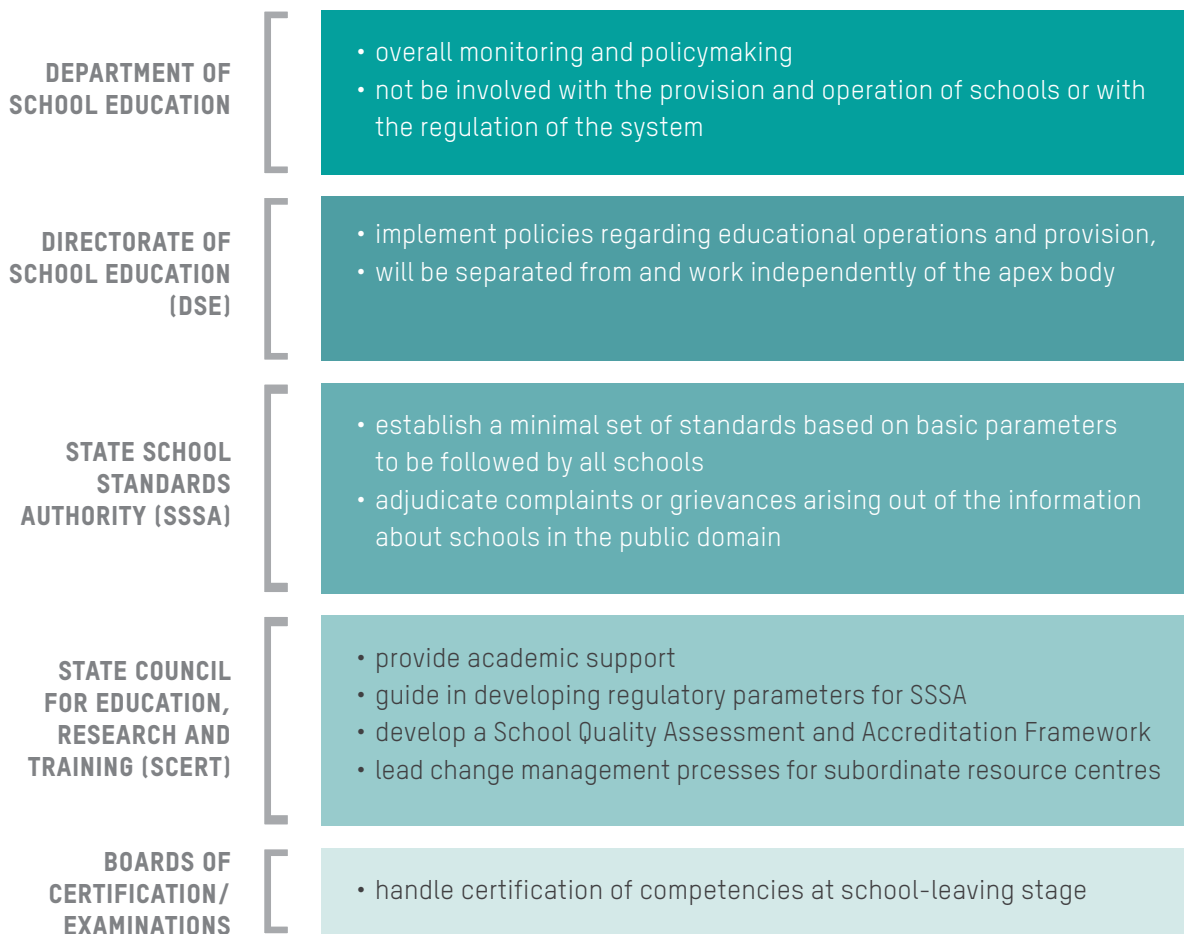 DEPARTMENT OF
SCHOOL EDUCATION
• overall monitoring and policymaking
• not be involved with the provision and operation of schools or with
the regulation of the system
DIRECTORATE OF
SCHOOL EDUCATION
(DSE)
• implement policies regarding educational operations and provision,
• will be separated from and work independently of the apex body
STATE SCHOOL
STANDARDS
AUTHORITY (SSSA)
• establish a minimal set of standards based on basic parameters
to be followed by all schools
• adjudicate complaints or grievances arising out of the information
about schools in the public domain
STATE COUNCIL
FOR EDUCATION,
RESEARCH AND
TRAINING (SCERT)
• provide academic support
• guide in developing regulatory parameters for SSSA
• develop a School Quality Assessment and Accreditation Framework
• lead change management prcesses for subordinate resource centres
BOARDS OF
CERTIFICATION/
EXAMINATIONS
• handle certification of competencies at school-leaving stage